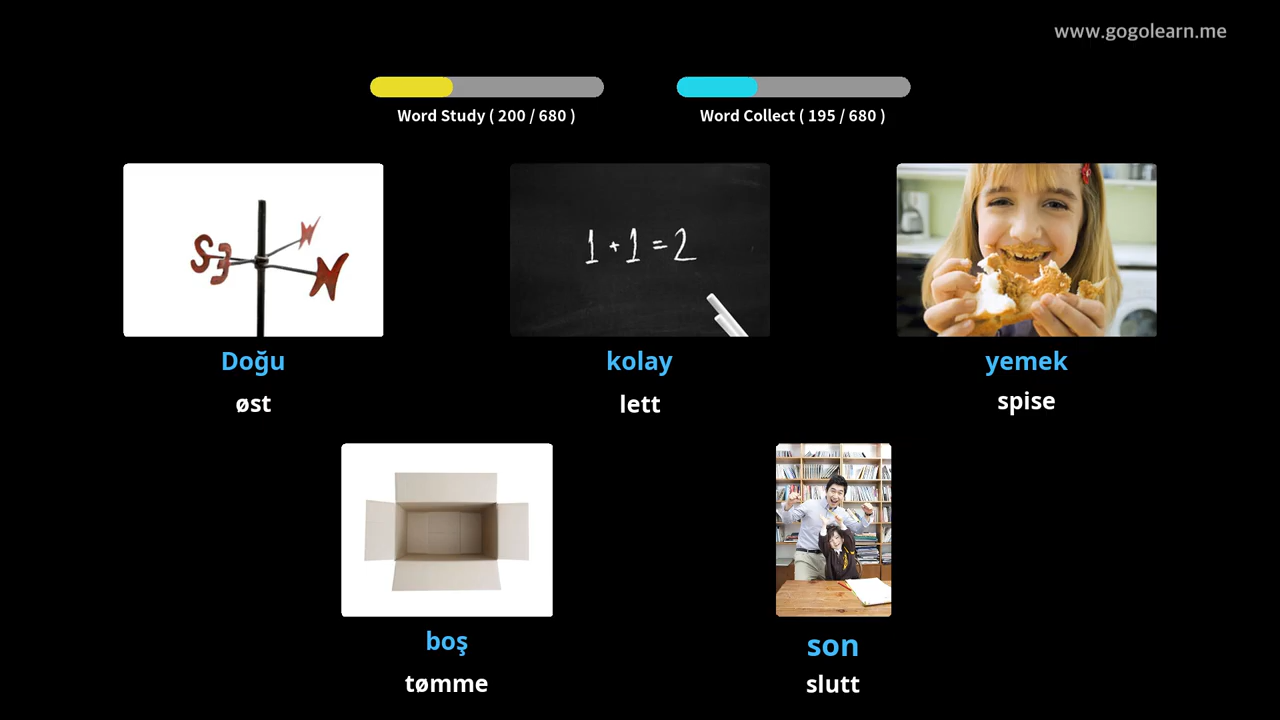 www.gogolearn.me
Word Study ( 200 / 680 )
Word Collect ( 195 / 680 )
S E N W
1 + 1 = 2
Doğu
kolay
yemek
øst
lett
spise
boş
son
tømme
slutt